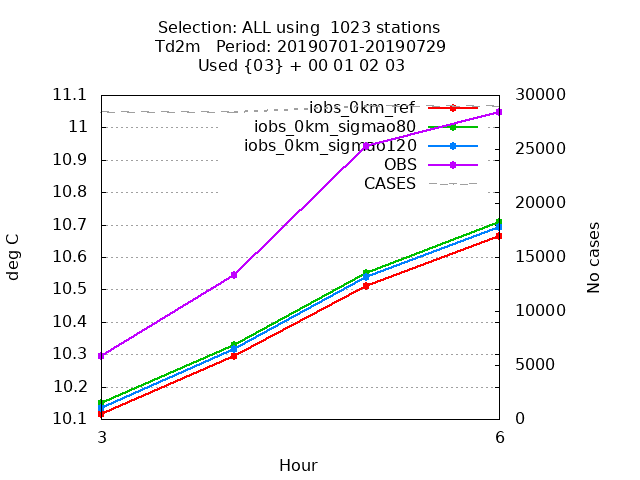 Selection: ALL using  1023 stations
Td2m   Period: 20190701-20190729
Used {03} + 00 01 02 03
11.1
11
10.9
10.8
10.7
10.6
10.5
10.4
10.3
10.2
10.1
deg C
iobs_0km_ref
iobs_0km_sigmao80
iobs_0km_sigmao120
OBS
CASES
30000
25000
20000
15000
10000
5000
0
No cases
3
6
Hour